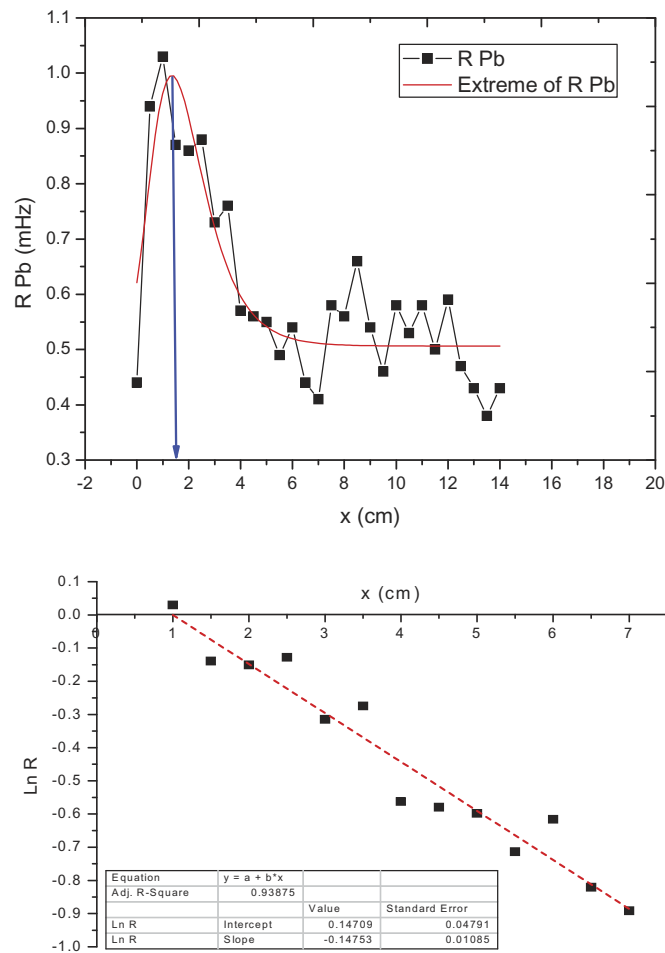 1.1
1.0
0.9
0.8
0.7
0.6
0.5
0.4
0.3
R Pb (mHz)
R Pb
Extreme of R Pb
-2 0 2 4 6 8 10 12 14 16 18 20
x (cm)
x (cm)
0.1
0.0
-0.1
-0.2
-0.3
-0.4
-0.5
-0.6
-0.7
-0.8
-0.9
-1.0
0 1 2 3 4 5 6 7
Ln R
Equation y = a + b*x
Adj. R-Square 0.93875
Value Standard Error
Ln R Intercept 0.14709 0.04791
Ln R Slope -0.14753 0.01085